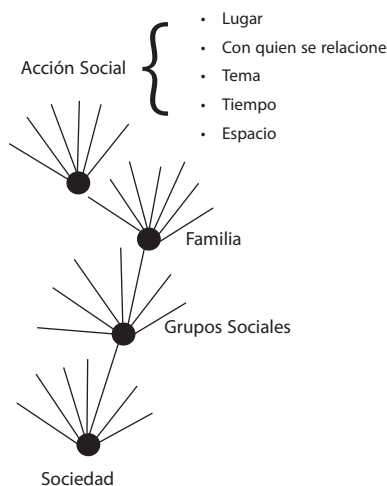 Acción Social
• Lugar
• Con quien se relacione
• Tema
• Tiempo
• Espacio
Familia
Grupos Sociales
Sociedad